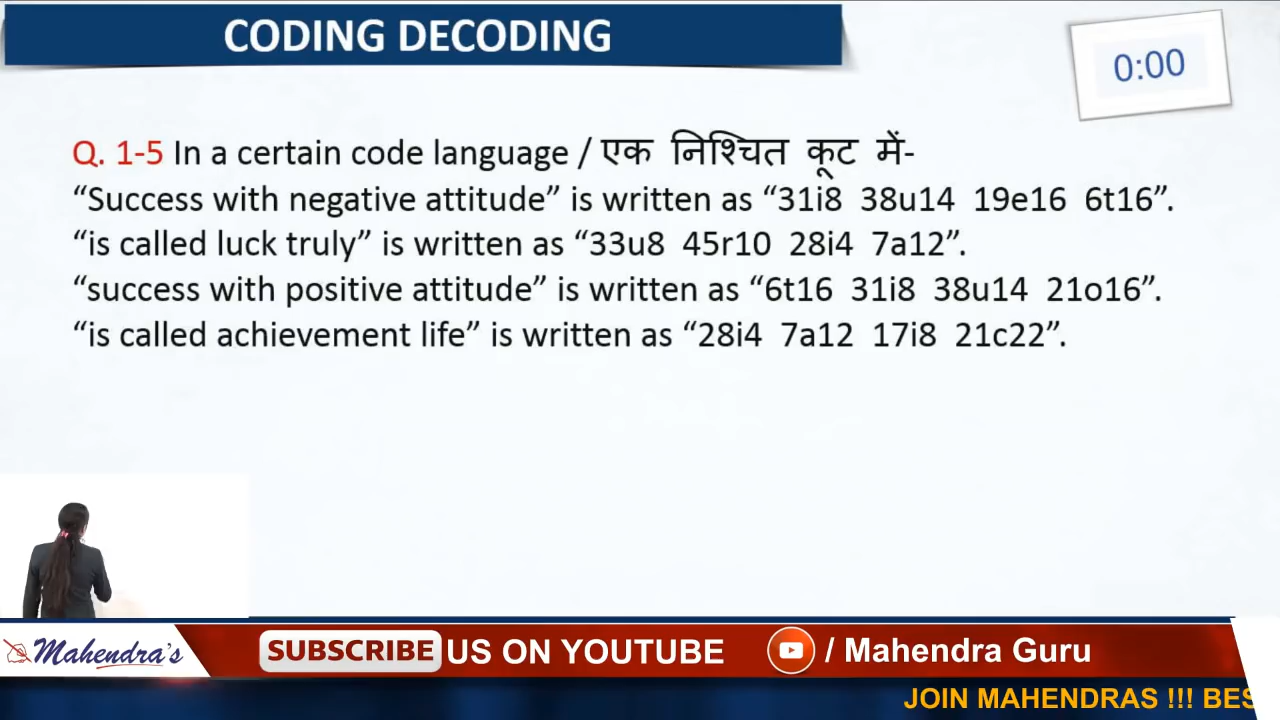 CODING DECODING
0:00
Q. 1-5 In a certain code language / एक निश्चित कूट में-
“Success with negative attitude” is written as “31i8 38u14 19e16 6t16”.
“is called luck truly” is written as “33u8 45r10 28i4 7a12”.
“success with positive attitude” is written as “6t16 31i8 38u14 21o16”.
“is called achievement life” is written as “28i4 7a12 17i8 21c22”.
Mahendra's
SUBSCRIBE US ON YOUTUBE
/ Mahendra Guru
JOIN MAHENDRAS !!! BES